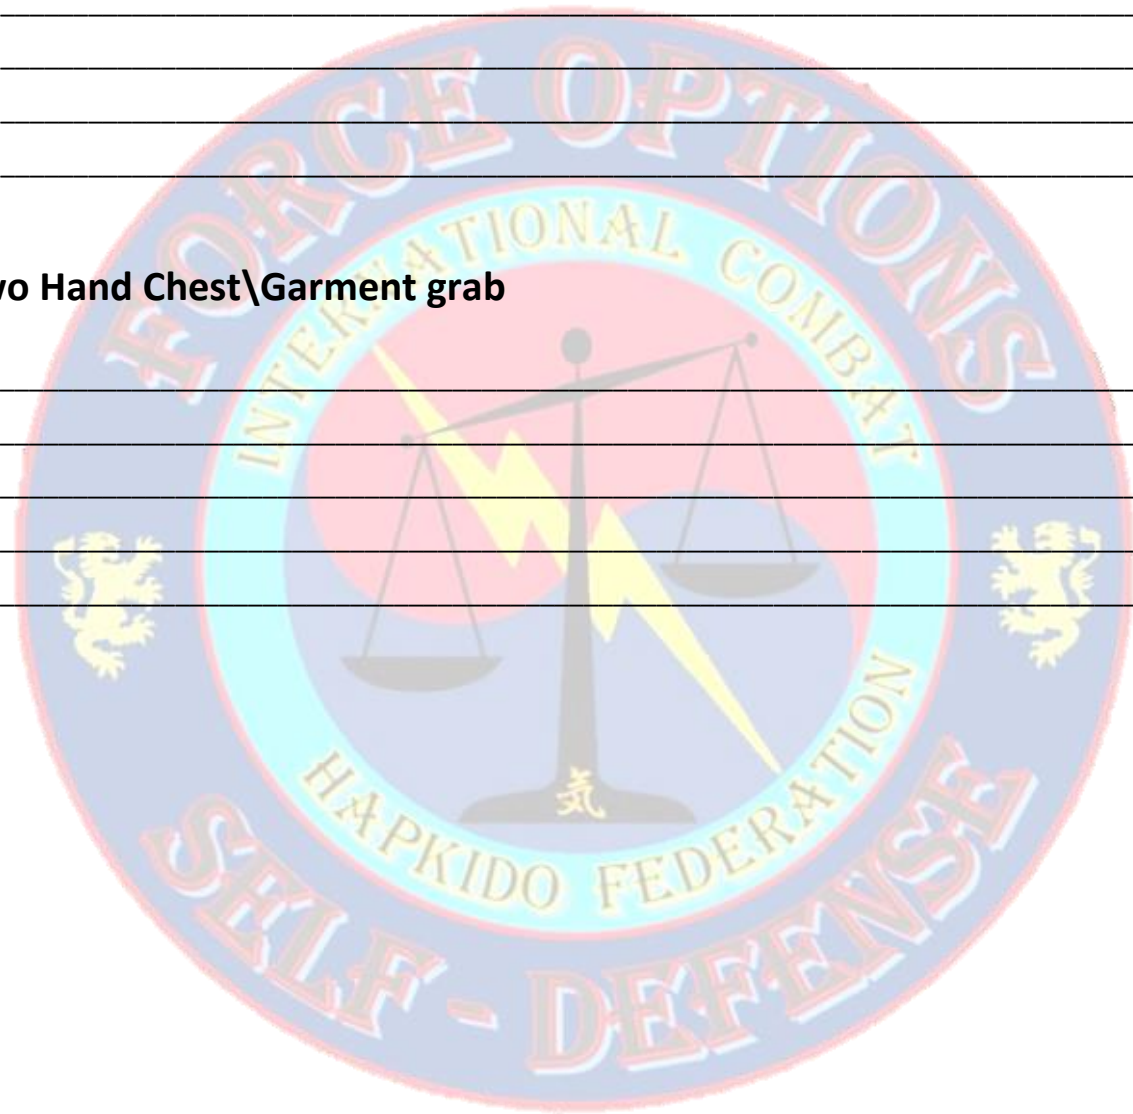 wo Hand Chest\Garment grab
FORCE OPTIONS
INTERNATIONAL COMBAT
気
HAPKIDO FEDERATION
SELF - DEFENSE